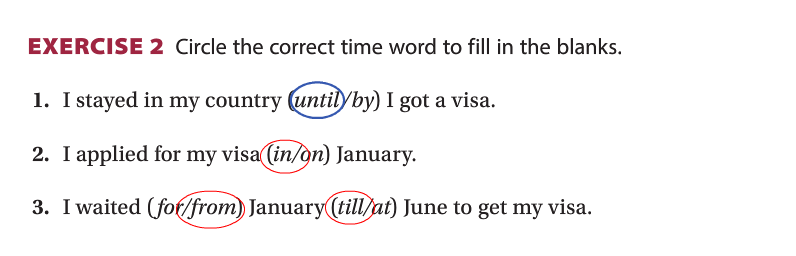 EXERCISE 2 Circle the correct time word to fill in the blanks.
1. I stayed in my country (until/by) I got a visa.
2. I applied for my visa (in/on) January.
3. I waited (for/from) January (till/at) June to get my visa.